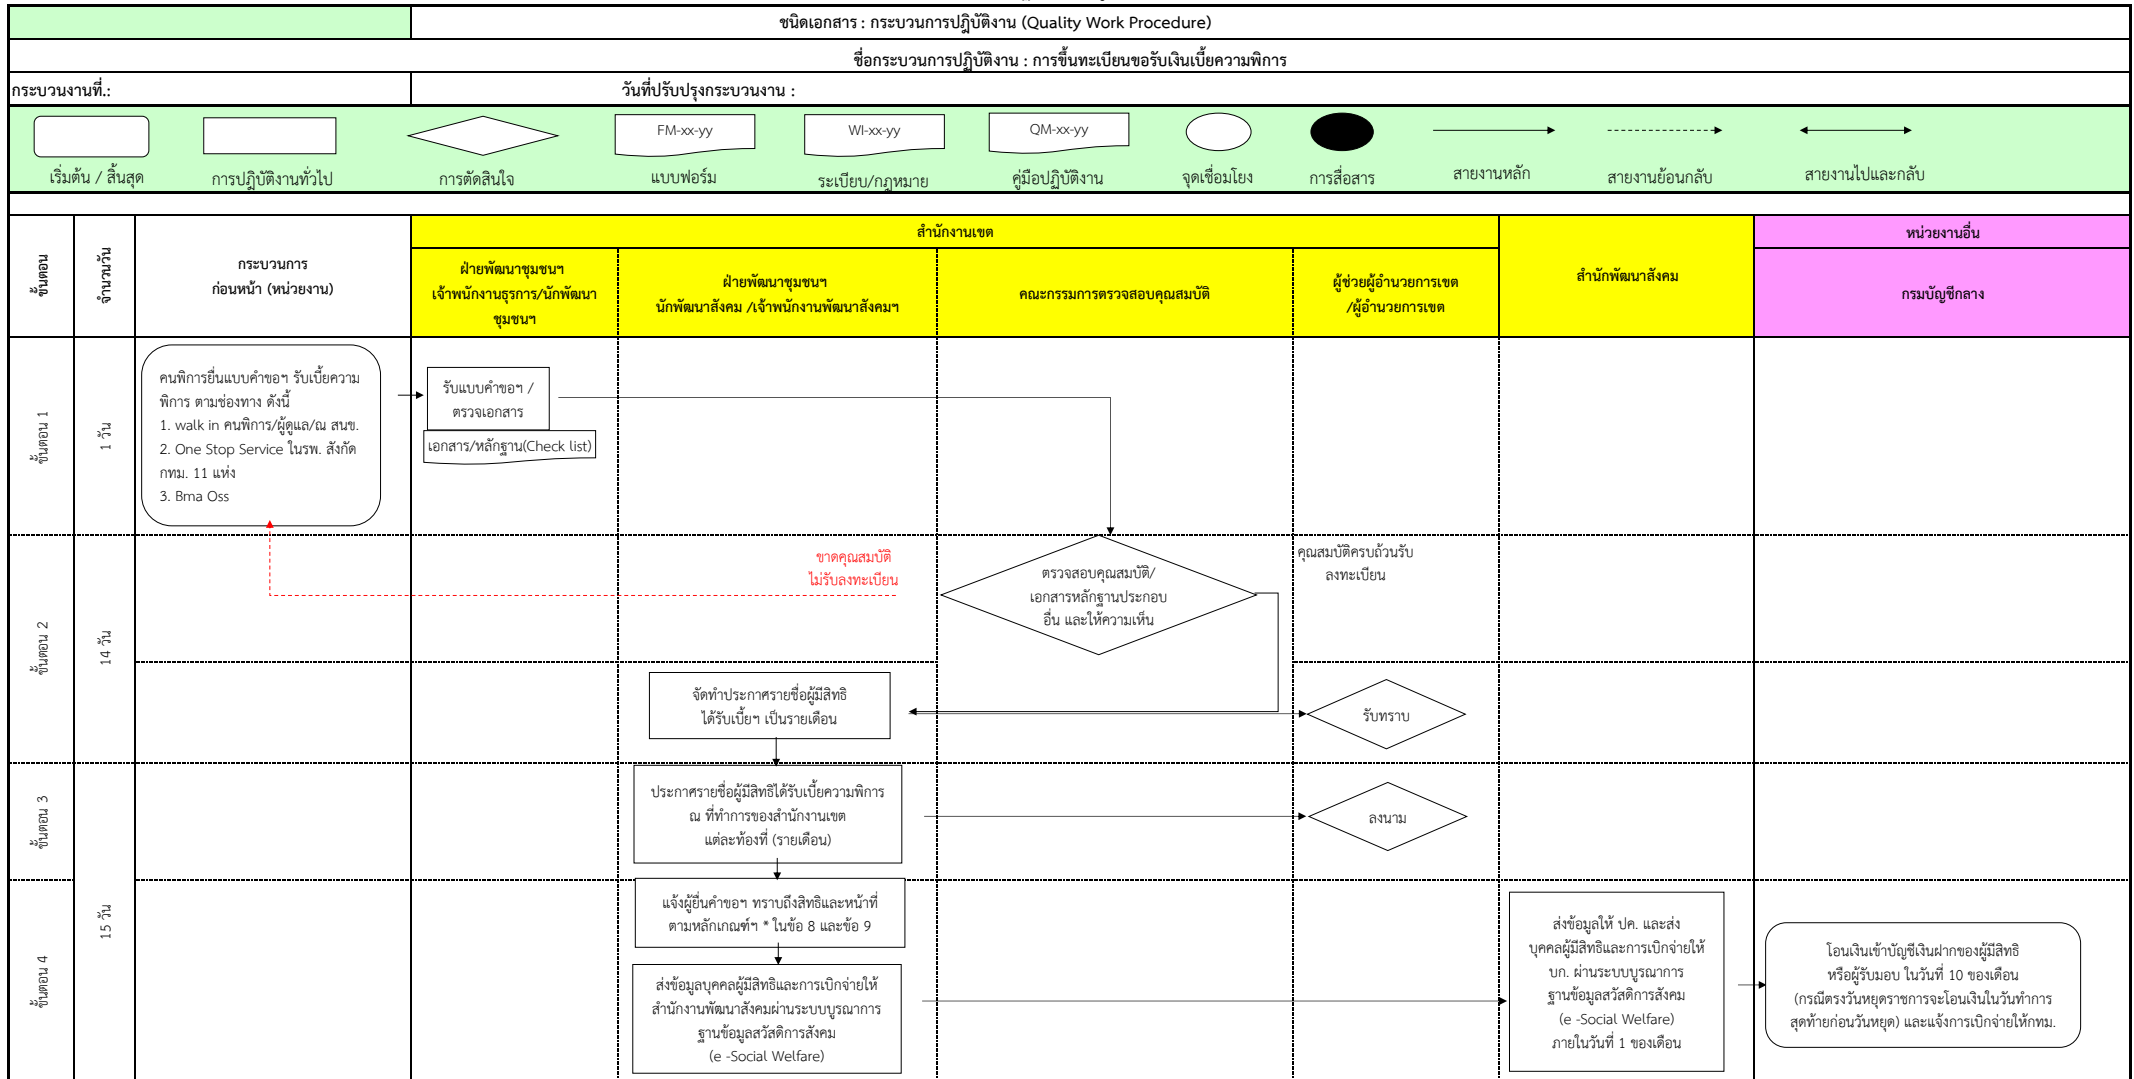 ชนิดเอกสาร : กระบวนการปฏิบัติงาน (Quality Work Procedure)
ชื่อกระบวนการปฏิบัติงาน : การขึ้นทะเบียนขอรับเงินเบี้ยความพิการ
กระบวนงานที่.:
วันที่ปรับปรุงกระบวนงาน :
FM-xx-yy
WI-xx-yy
QM-xx-yy
เริ่มต้น / สิ้นสุด
การปฎิบัติงานทั่วไป
การตัดสินใจ
แบบฟอร์ม
ระเบียบ/กฎหมาย
คู่มือปฏิบัติงาน
จุดเชื่อมโยง
การสื่อสาร
สายงานหลัก
สายงานย้อนกลับ
สายงานไปและกลับ
ขั้นตอน
จำนวนวัน
กระบวนการ
ก่อนหน้า (หน่วยงาน)
สำนักงานเขต
ฝ่ายพัฒนาชุมชนฯ
เจ้าพนักงานธุรการ/นักพัฒนา
ชุมชนฯ
ฝ่ายพัฒนาชุมชนฯ
นักพัฒนาสังคม /เจ้าพนักงานพัฒนาสังคมฯ
คณะกรรมการตรวจสอบคุณสมบัติ
ผู้ช่วยผู้อำนวยการเขต
/ผู้อำนวยการเขต
สำนักพัฒนาสังคม
หน่วยงานอื่น
กรมบัญชีกลาง
ขั้นตอน 1
1 วัน
คนพิการยื่นแบบคำขอฯ รับเบี้ยความ
พิการ ตามช่องทาง ดังนี้
1. walk in คนพิการ/ผู้ดูแล/ณ สนข.
2. One Stop Service ในรพ. สังกัด
กทม. 11 แห่ง
3. Bma Oss
รับแบบคำขอฯ /
ตรวจเอกสาร
เอกสาร/หลักฐาน(Check list)
ขั้นตอน 2
14 วัน
ขาดคุณสมบัติ
ไม่รับลงทะเบียน
ตรวจสอบคุณสมบัติ/
เอกสารหลักฐานประกอบ
อื่น และให้ความเห็น
คุณสมบัติครบถ้วนรับ
ลงทะเบียน
จัดทำประกาศรายชื่อผู้มีสิทธิ
ได้รับเบี้ยฯ เป็นรายเดือน
รับทราบ
ขั้นตอน 3
15 วัน
ประกาศรายชื่อผู้มีสิทธิได้รับเบี้ยความพิการ
ณ ที่ทำการของสำนักงานเขต
แต่ละท้องที่ (รายเดือน)
ลงนาม
ขั้นตอน 4
แจ้งผู้ยื่นคำขอฯ ทราบถึงสิทธิและหน้าที่
ตามหลักเกณฑ์ฯ * ในข้อ 8 และข้อ 9
ส่งข้อมูลบุคคลผู้มีสิทธิและการเบิกจ่ายให้
สำนักงานพัฒนาสังคมผ่านระบบบูรณาการ
ฐานข้อมูลสวัสดิการสังคม
(e -Social Welfare)
ส่งข้อมูลให้ ปค. และส่ง
บุคคลผู้มีสิทธิและการเบิกจ่ายให้
บก. ผ่านระบบบูรณาการ
ฐานข้อมูลสวัสดิการสังคม
(e -Social Welfare)
ภายในวันที่ 1 ของเดือน
โอนเงินเข้าบัญชีเงินฝากของผู้มีสิทธิ
หรือผู้รับมอบ ในวันที่ 10 ของเดือน
(กรณีตรงวันหยุดราชการจะโอนเงินในวันทำการ
สุดท้ายก่อนวันหยุด) และแจ้งการเบิกจ่ายให้กทม.